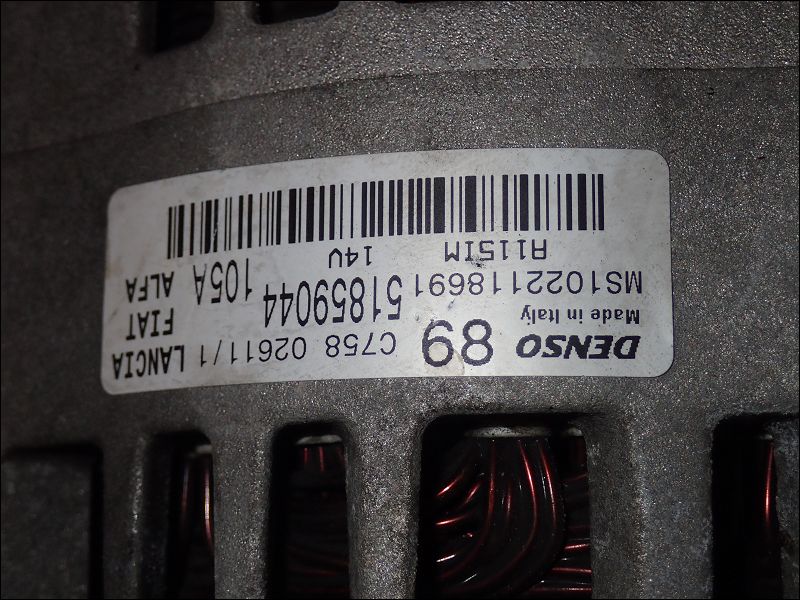 DENSO 89 C758 02611/1 LANCIA
Made in Italy 51859044 FIAT
MS1022118691 105A ALFA
A115IM 14V